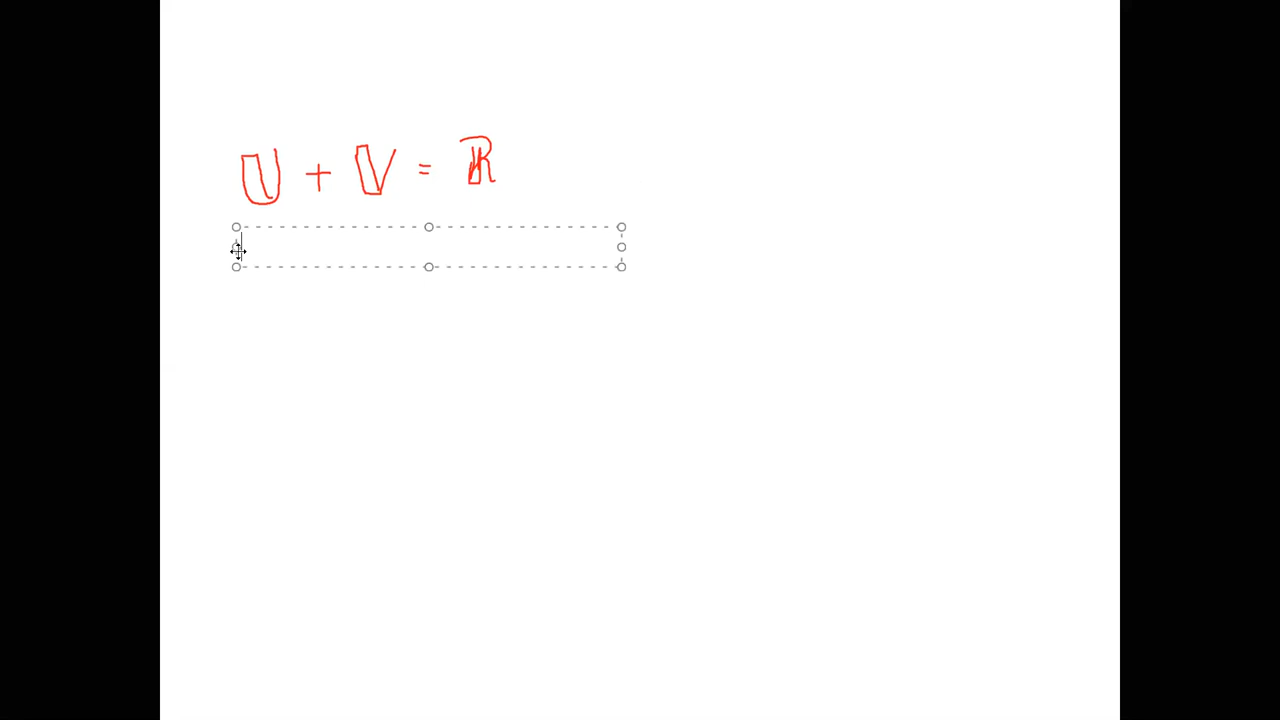 𝕌 + 𝕍 = ℝ